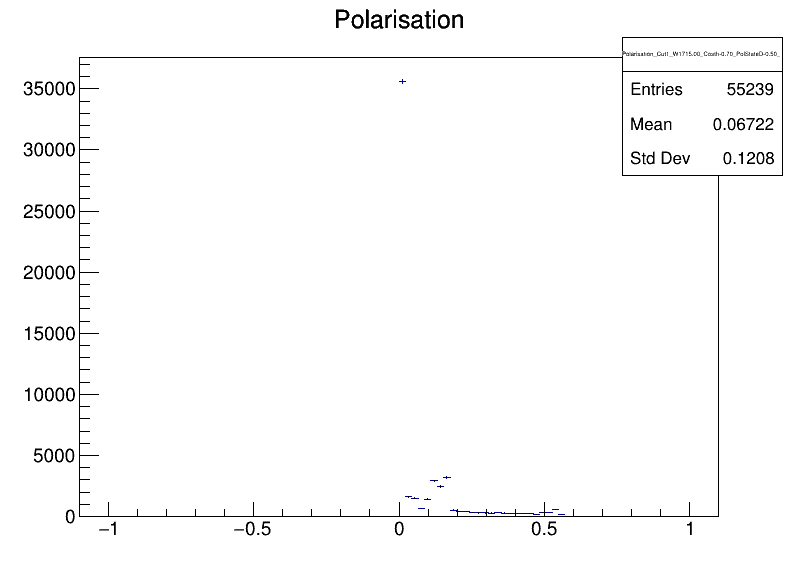 Polarisation
Polarisation_Cut1_W1715.00_Costh-0.70_PolStateD-0.50_
Entries 55239
Mean 0.06722
Std Dev 0.1208
35000
30000
25000
20000
15000
10000
5000
0
−1 −0.5 0 0.5 1